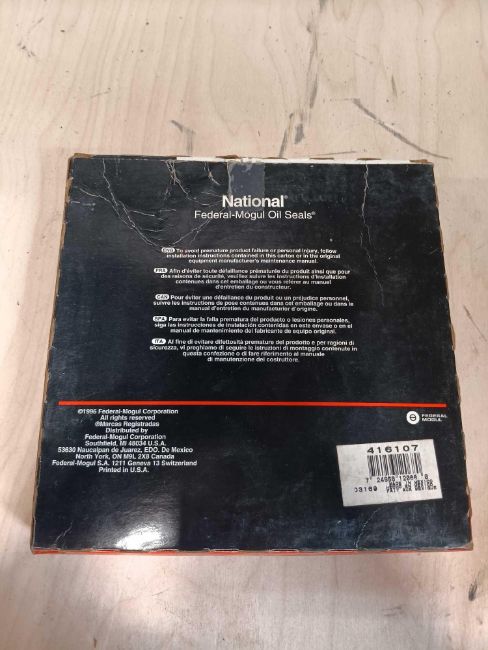 National®
Federal-Mogul Oil Seals®
ENG To avoid premature product failure or personal injury, follow
installation instructions contained in this carton or in the original
equipment manufacturer's maintenance manual.
FRA Afin d'éviter toute défaillance prématurée du produit ainsi que pour
des raisons de sécurité, veuillez suivre les instructions d'installation
contenues dans cet emballage ou vous référer au manuel
d'entretien du constructeur.
CAN Pour éviter une défaillance du produit ou un préjudice personnel,
suivre les instructions de pose contenues dans cet emballage ou dans le
manuel d'entretien du manufacturier d'origine.
SPA Para evitar la falla prematura del producto o lesiones personales,
siga las instrucciones de instalación contenidas en este envase o en el
manual de mantenimiento del fabricante de equipo original.
ITA Al fine di evitare difettosità premature del prodotto e per ragioni di
sicurezza, vi preghiamo di seguire le istruzioni di montaggio contenute in
questa confezione o di fare riferimento al manuale
di manutenzione del costruttore.
©1996 Federal-Mogul Corporation
All rights reserved
®Marcas Registradas
Distributed by
Federal-Mogul Corporation
Southfield, MI 48034 U.S.A.
53630 Naucalpan de Juarez, EDO. De Mexico
North York, ON M9L 2X8 Canada
Federal-Mogul S.A. 1211 Geneva 13 Switzerland
Printed in U.S.A.
FEDERAL
MOGUL
416107
03160 MADE IN MEXICO